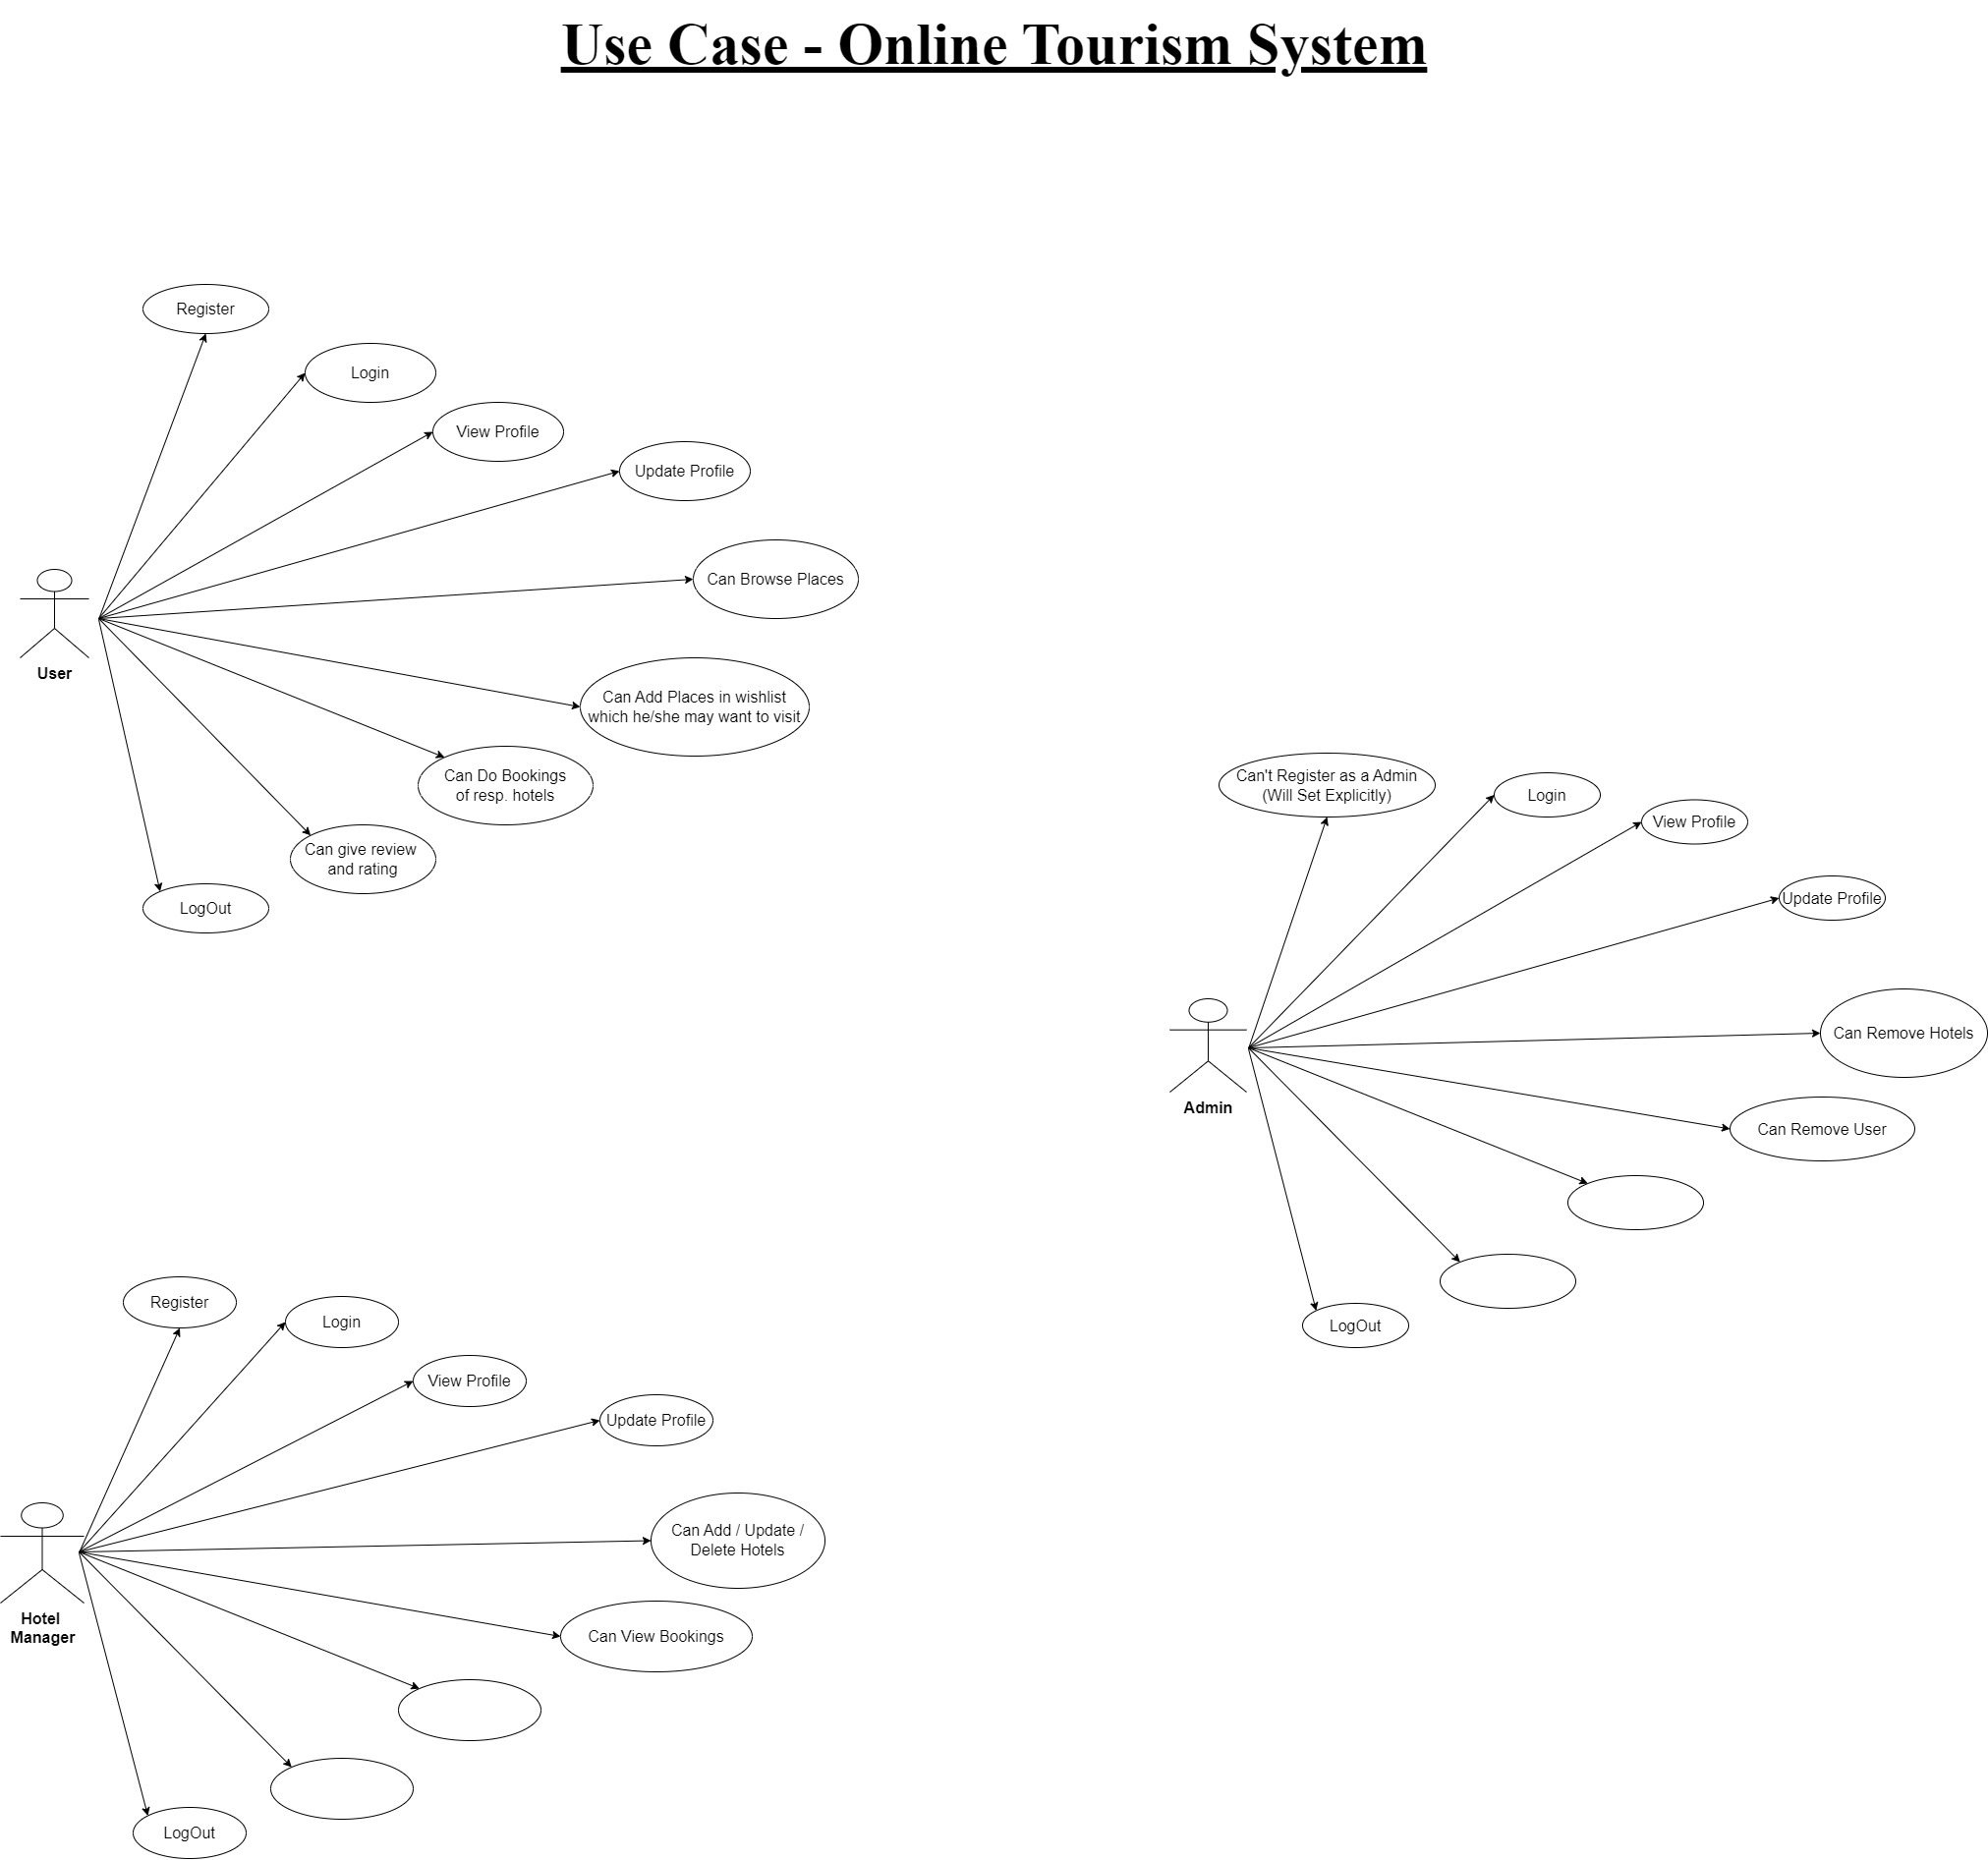 Use Case - Online Tourism System
Register
Login
View Profile
Update Profile
Can Browse Places
User
Can Add Places in wishlist
which he/she may want to visit
Can Do Bookings
of resp. hotels
Can give review
and rating
LogOut
Can't Register as a Admin
(Will Set Explicitly)
Login
View Profile
Update Profile
Can Remove Hotels
Admin
Can Remove User
LogOut
Register
Login
View Profile
Update Profile
Can Add / Update /
Delete Hotels
Hotel
Manager
Can View Bookings
LogOut